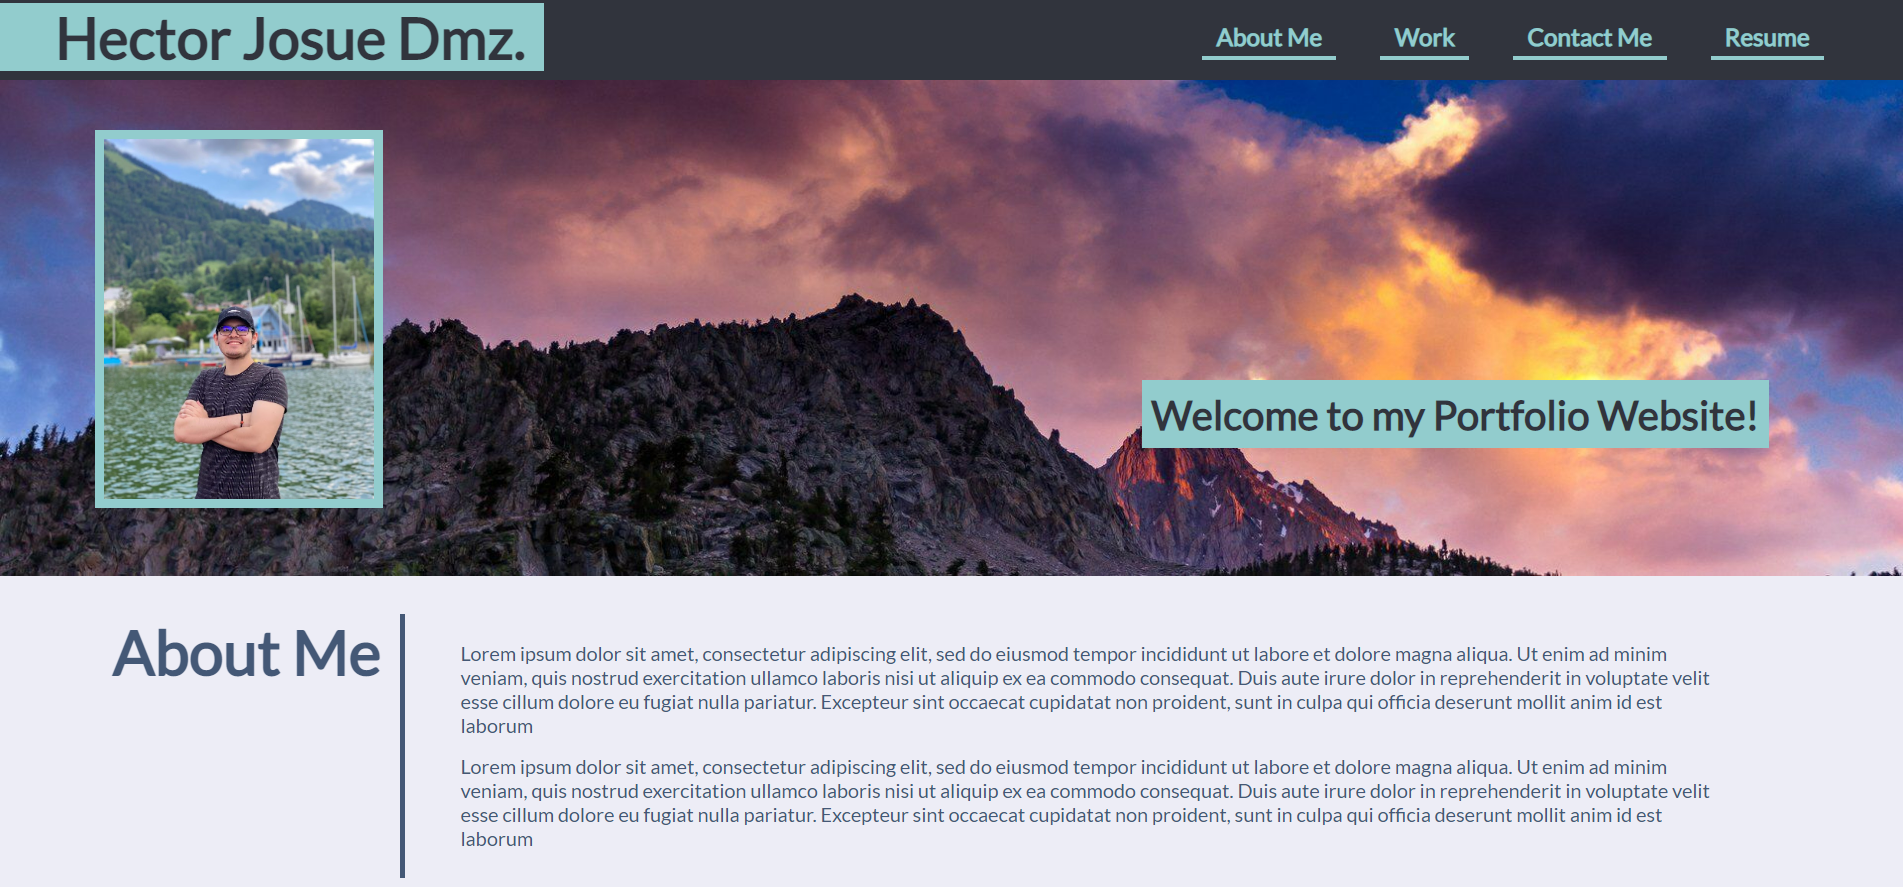 Hector Josue Dmz.
About Me Work Contact Me Resume
Welcome to my Portfolio Website!
About Me
Lorem ipsum dolor sit amet, consectetur adipiscing elit, sed do eiusmod tempor incididunt ut labore et dolore magna aliqua. Ut enim ad minim
veniam, quis nostrud exercitation ullamco laboris nisi ut aliquip ex ea commodo consequat. Duis aute irure dolor in reprehenderit in voluptate velit
esse cillum dolore eu fugiat nulla pariatur. Excepteur sint occaecat cupidatat non proident, sunt in culpa qui officia deserunt mollit anim id est
laborum
Lorem ipsum dolor sit amet, consectetur adipiscing elit, sed do eiusmod tempor incididunt ut labore et dolore magna aliqua. Ut enim ad minim
veniam, quis nostrud exercitation ullamco laboris nisi ut aliquip ex ea commodo consequat. Duis aute irure dolor in reprehenderit in voluptate velit
esse cillum dolore eu fugiat nulla pariatur. Excepteur sint occaecat cupidatat non proident, sunt in culpa qui officia deserunt mollit anim id est
laborum